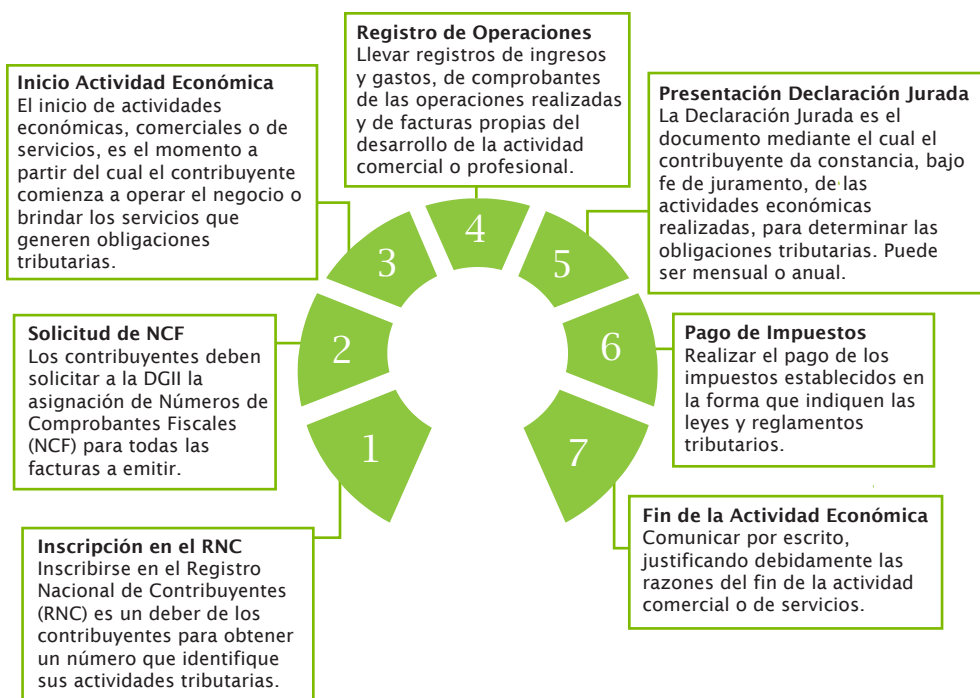 Registro de Operaciones
Llevar registros de ingresos
y gastos, de comprobantes
de las operaciones realizadas
y de facturas propias del
desarrollo de la actividad
comercial o profesional.
Inicio Actividad Económica
El inicio de actividades
económicas, comerciales o de
servicios, es el momento a
partir del cual el contribuyente
comienza a operar el negocio o
brindar los servicios que
generen obligaciones
tributarias.
Presentación Declaración Jurada
La Declaración Jurada es el
documento mediante el cual el
contribuyente da constancia, bajo
fe de juramento, de las
actividades económicas
realizadas, para determinar las
obligaciones tributarias. Puede
ser mensual o anual.
4
3
5
Solicitud de NCF
Los contribuyentes deben
solicitar a la DGII la
asignación de Números de
Comprobantes Fiscales
(NCF) para todas las
facturas a emitir.
2
6
Pago de Impuestos
Realizar el pago de los
impuestos establecidos en
la forma que indiquen las
leyes y reglamentos
tributarios.
1
7
Inscripción en el RNC
Inscribirse en el Registro
Nacional de Contribuyentes
(RNC) es un deber de los
contribuyentes para obtener
un número que identifique
sus actividades tributarias.
Fin de la Actividad Económica
Comunicar por escrito,
justificando debidamente las
razones del fin de la actividad
comercial o de servicios.